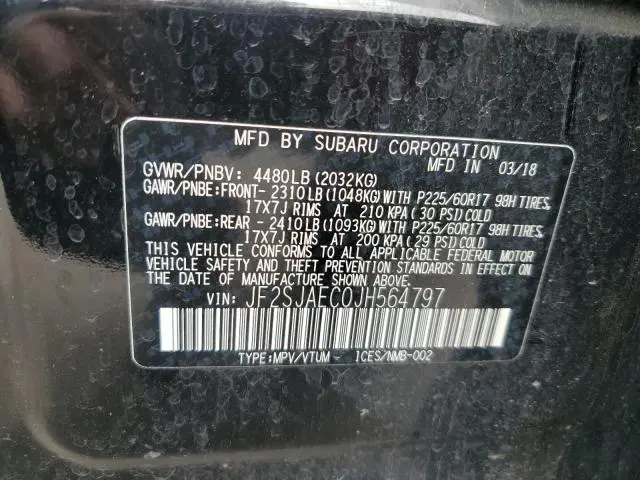 MFD BY SUBARU CORPORATION
GVWR/PNBV: 4480LB(2032KG) MFD IN 03/18
GAWR/PNBE:FRONT- 2310LB(1048KG)WITH P225/60R17 98H TIRES,
17X7J RIMS AT 210 KPA(30 PSI)COLD
GAWR/PNBE:REAR - 2410LB(1093KG)WITH P225/60R17 98H TIRES,
17X7J RIMS AT 200 KPA(29 PSI)COLD
THIS VEHICLE CONFORMS TO ALL APPLICABLE FEDERAL MOTOR
VEHICLE SAFETY AND THEFT PREVENTION STANDARDS IN EFFECT ON
THE DATE OF MANUFACTURE SHOWN ABOVE.
VIN: JF2SJAEC0JH564797
TYPE:MPV/VTUM - ICES/NMB-002